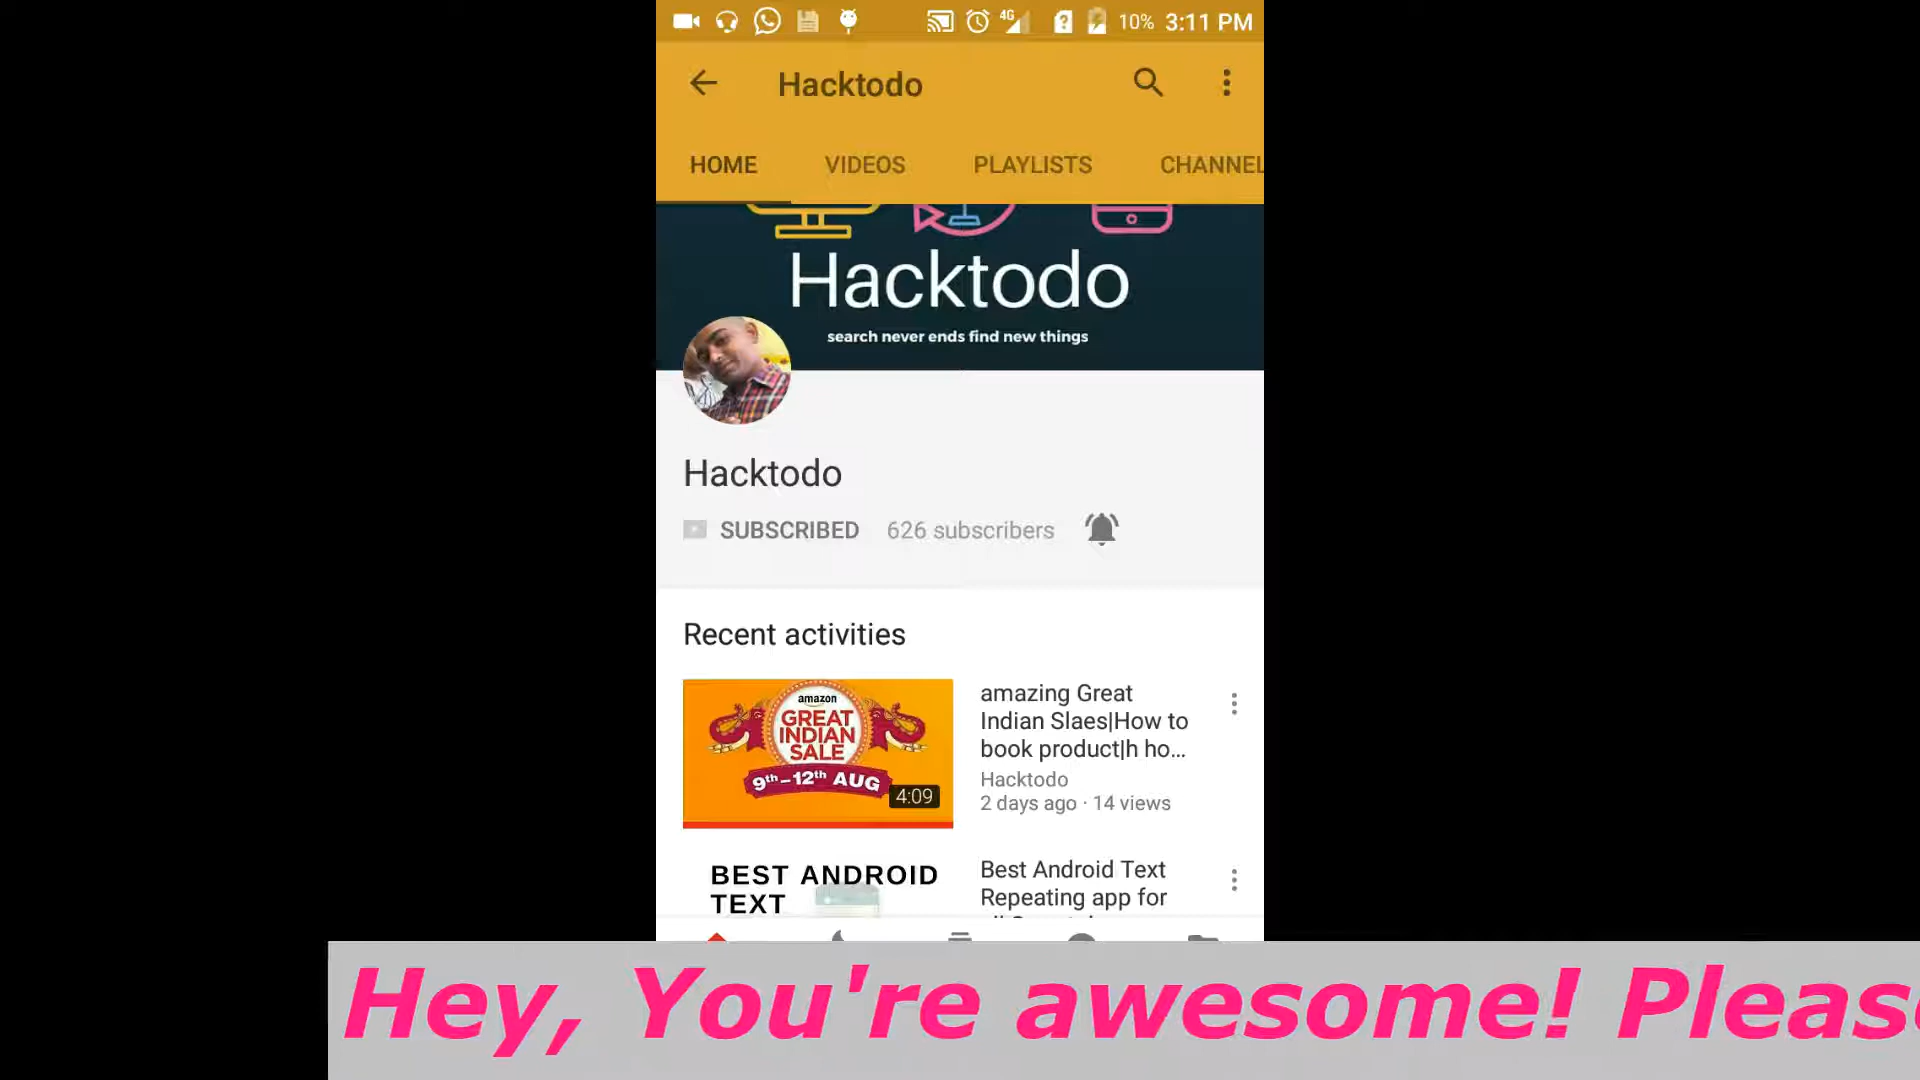 4G 10% 3:11 PM
Hacktodo
HOME VIDEOS PLAYLISTS CHANNEL
Hacktodo
search never ends find new things
Hacktodo
SUBSCRIBED 626 subscribers
Recent activities
amazon
GREAT
INDIAN
SALE
9th-12th AUG
4:09
amazing Great
Indian Slaes|How to
book product|h ho...
Hacktodo
2 days ago · 14 views
BEST ANDROID
TEXT
Best Android Text
Repeating app for
Hey, You're awesome! Please